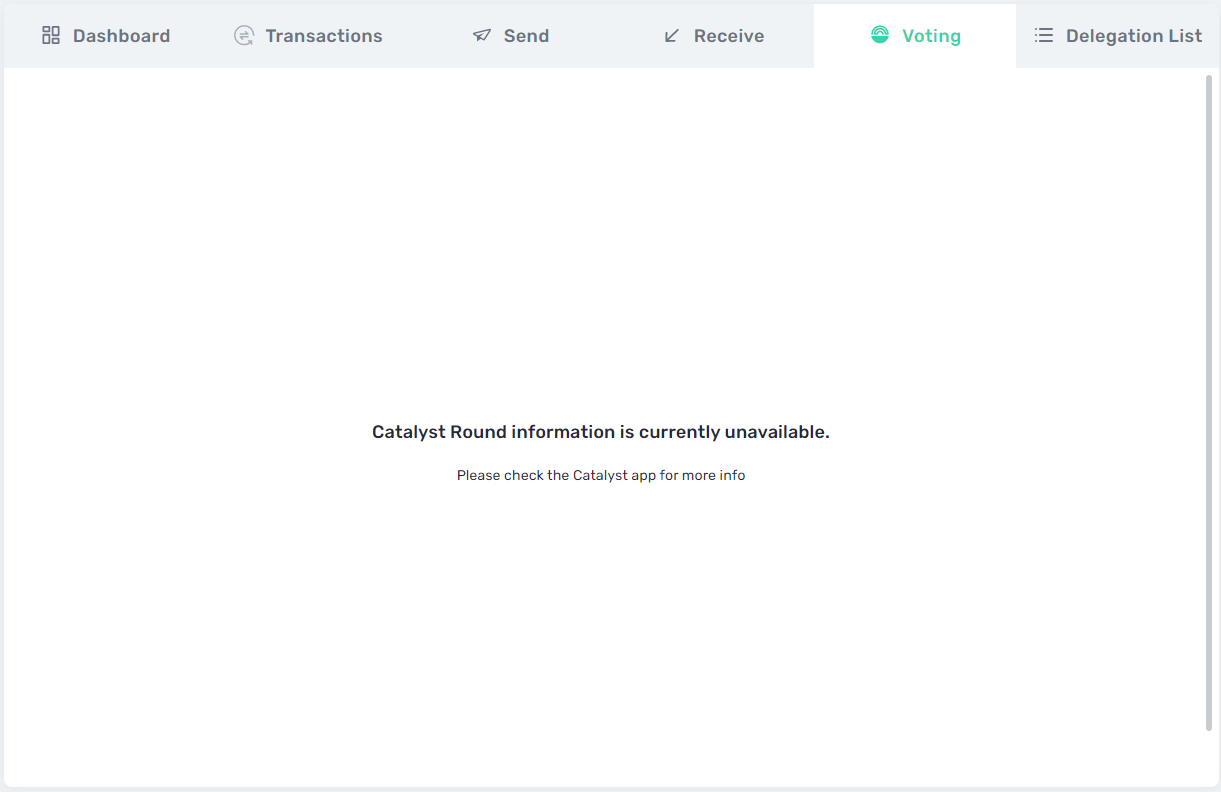 Dashboard
Transactions
Send
Receive
Voting
Delegation List
Catalyst Round information is currently unavailable.
Please check the Catalyst app for more info